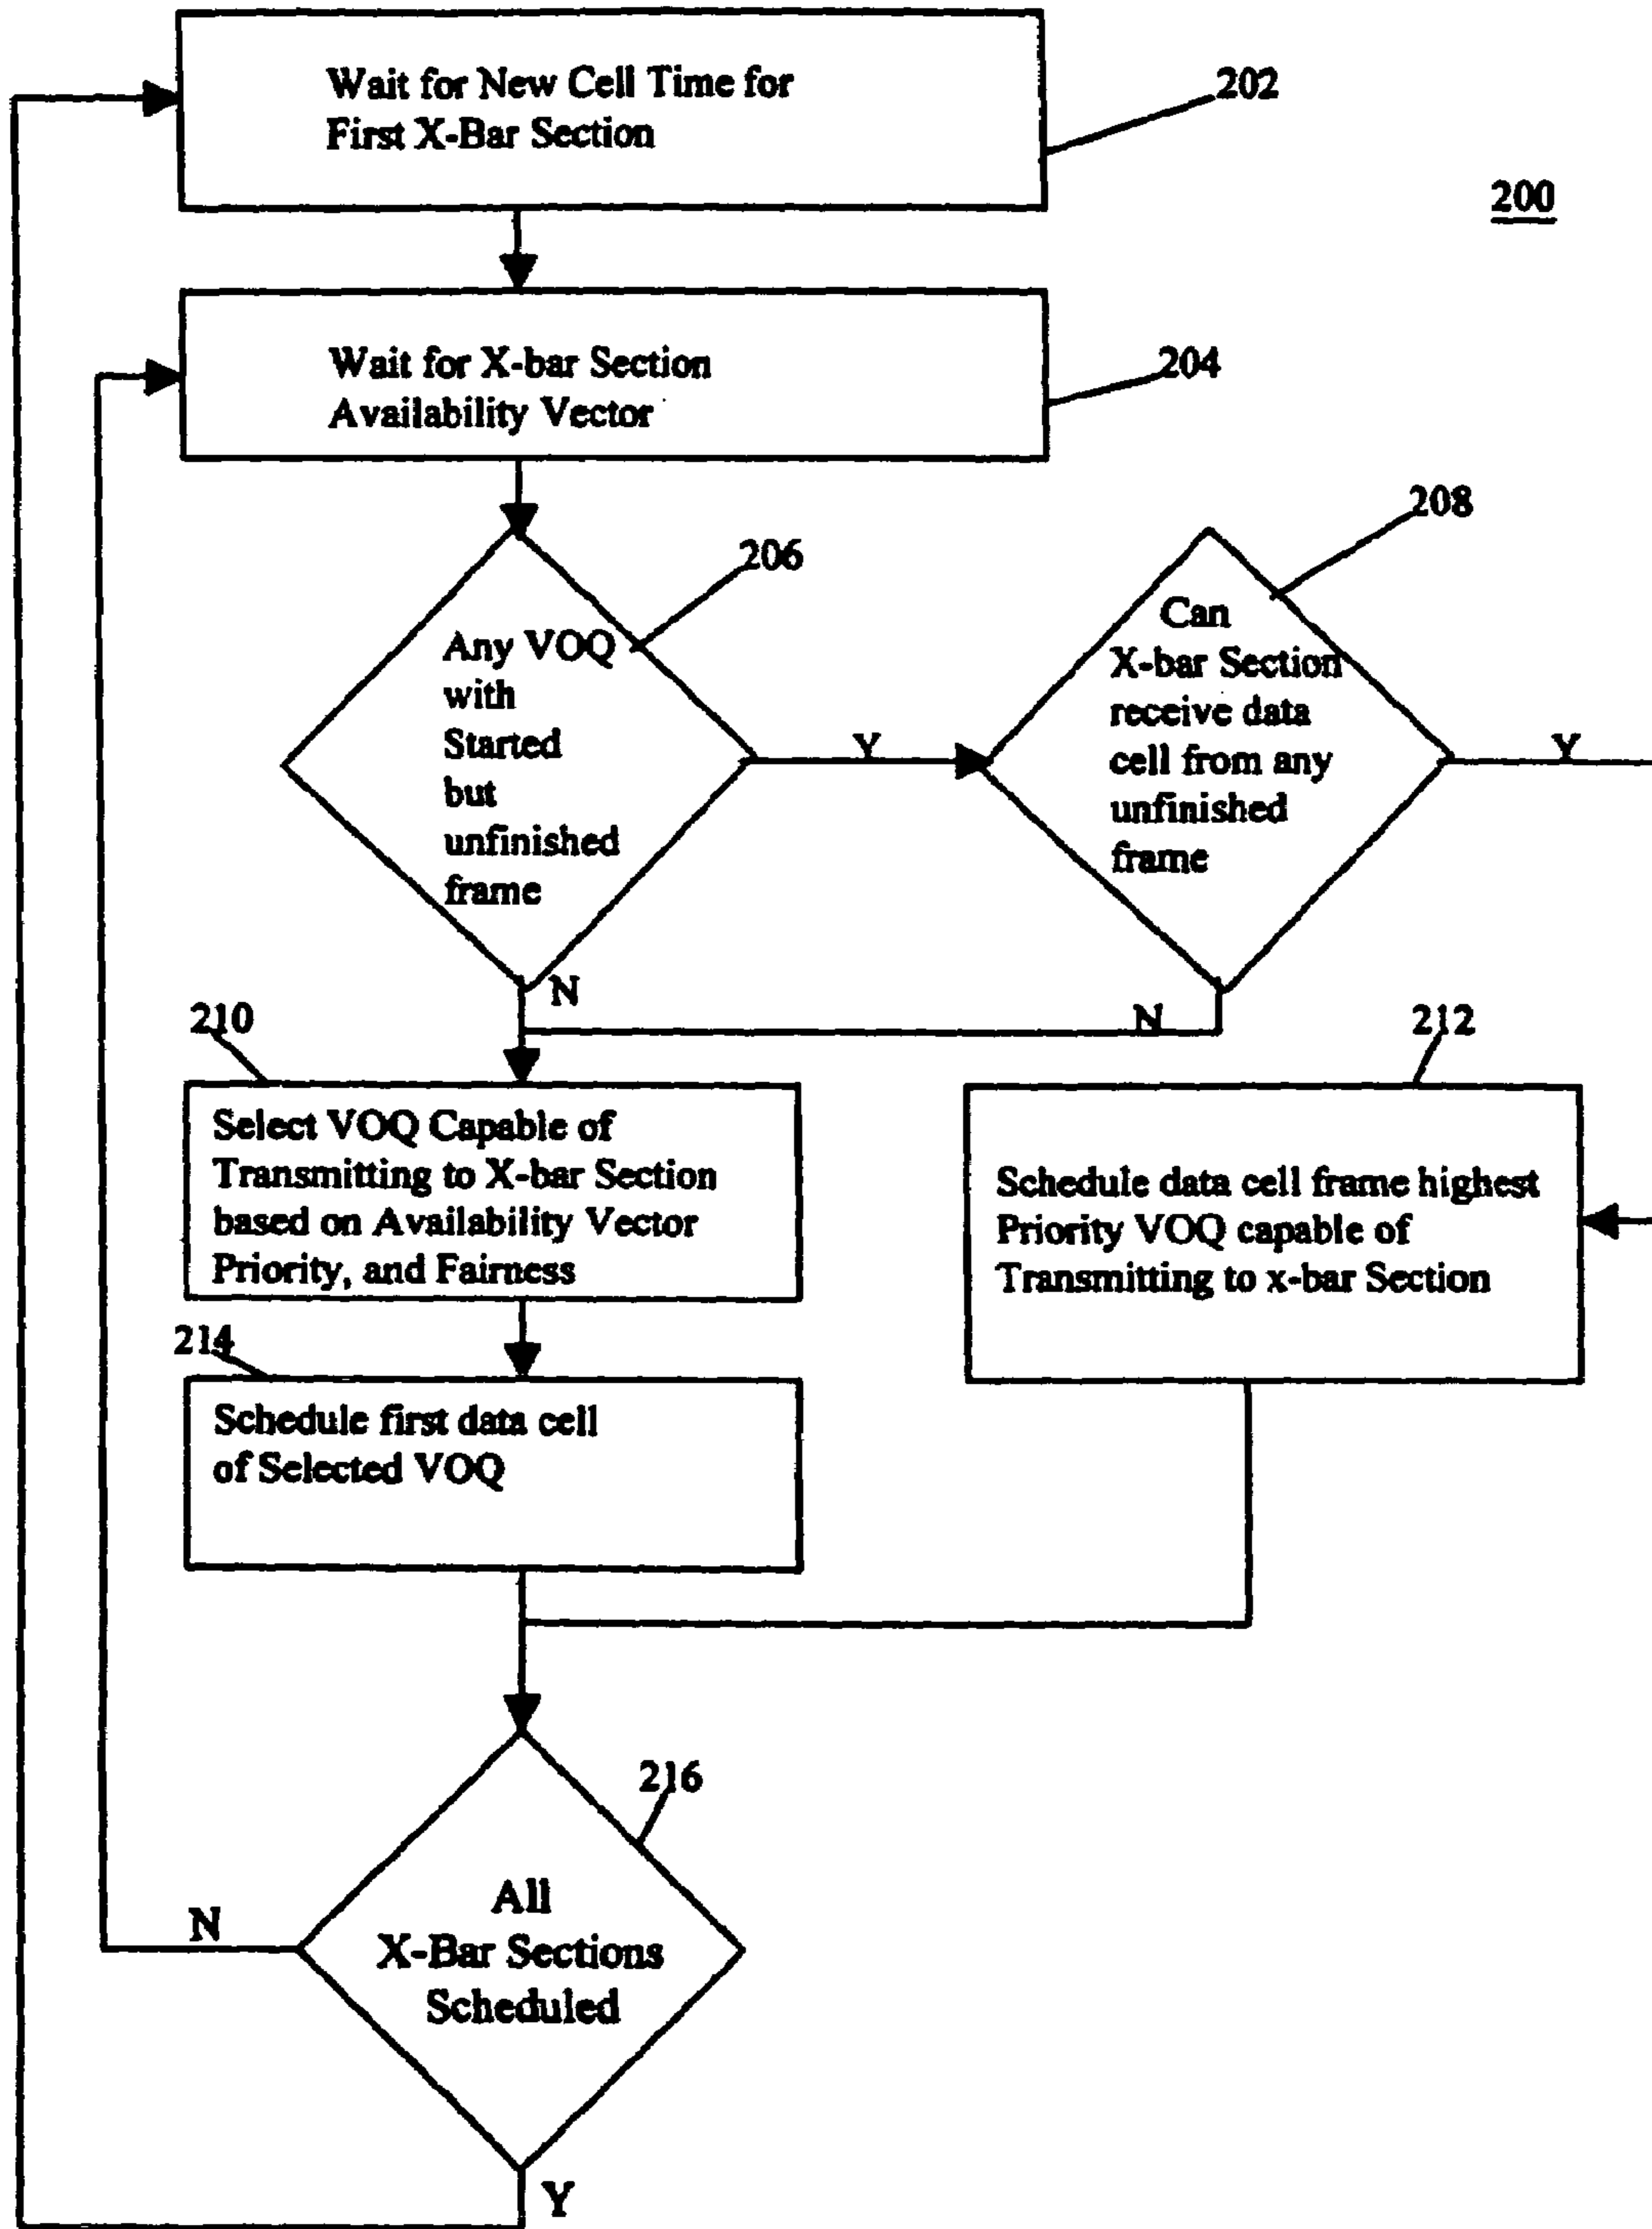 Wait for New Cell Time for
First X-Bar Section
202
200
Wait for X-bar Section
Availability Vector
204
206
Any VOQ
with
Started
but
unfinished
frame
Y
N
208
Can
X-bar Section
receive data
cell from any
unfinished
frame
Y
N
210
Select VOQ Capable of
Transmitting to X-bar Section
based on Availability Vector
Priority, and Fairness
212
Schedule data cell frame highest
Priority VOQ capable of
Transmitting to x-bar Section
214
Schedule first data cell
of Selected VOQ
216
All
X-Bar Sections
Scheduled
N
Y